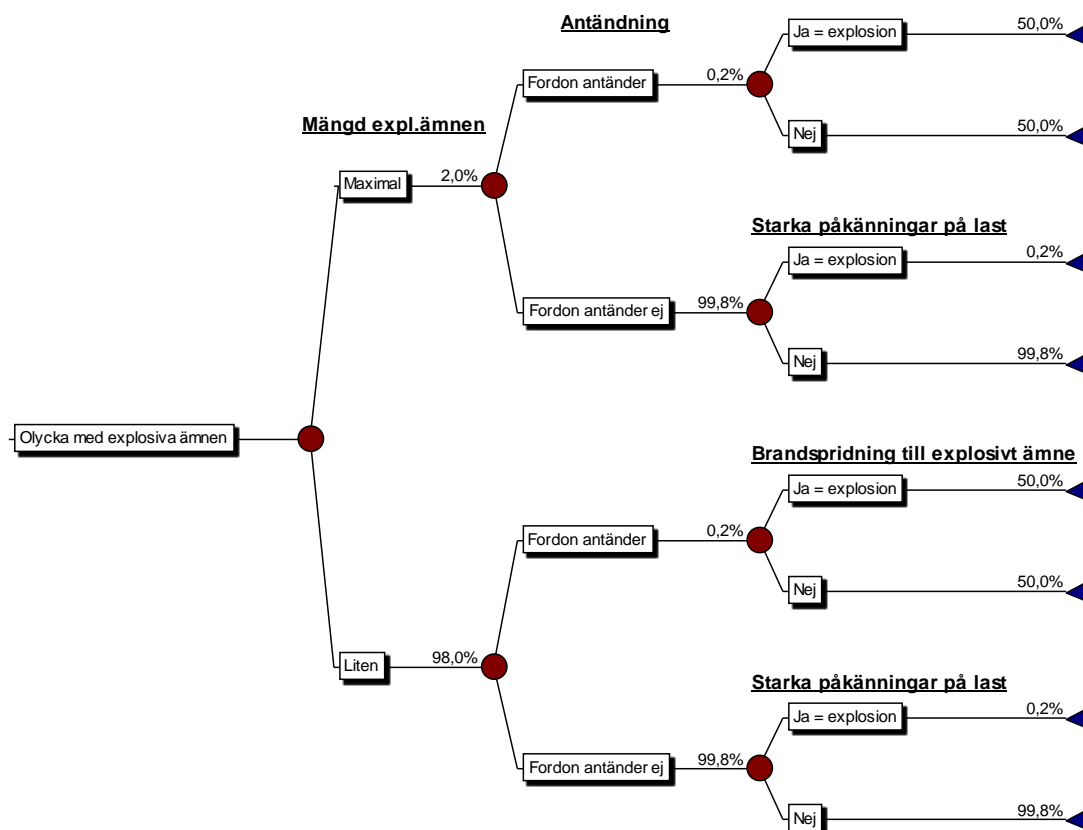 Antändning
Ja = explosion 50,0%
Fordon antänder 0,2%
Nej 50,0%
Mängd expl.ämnen
Maximal 2,0%
Starka påkänningar på last
Ja = explosion 0,2%
Fordon antänder ej 99,8%
Nej 99,8%
Olycka med explosiva ämnen
Brandspridning till explosivt ämne
Ja = explosion 50,0%
Fordon antänder 0,2%
Nej 50,0%
Liten 98,0%
Starka påkänningar på last
Ja = explosion 0,2%
Fordon antänder ej 99,8%
Nej 99,8%